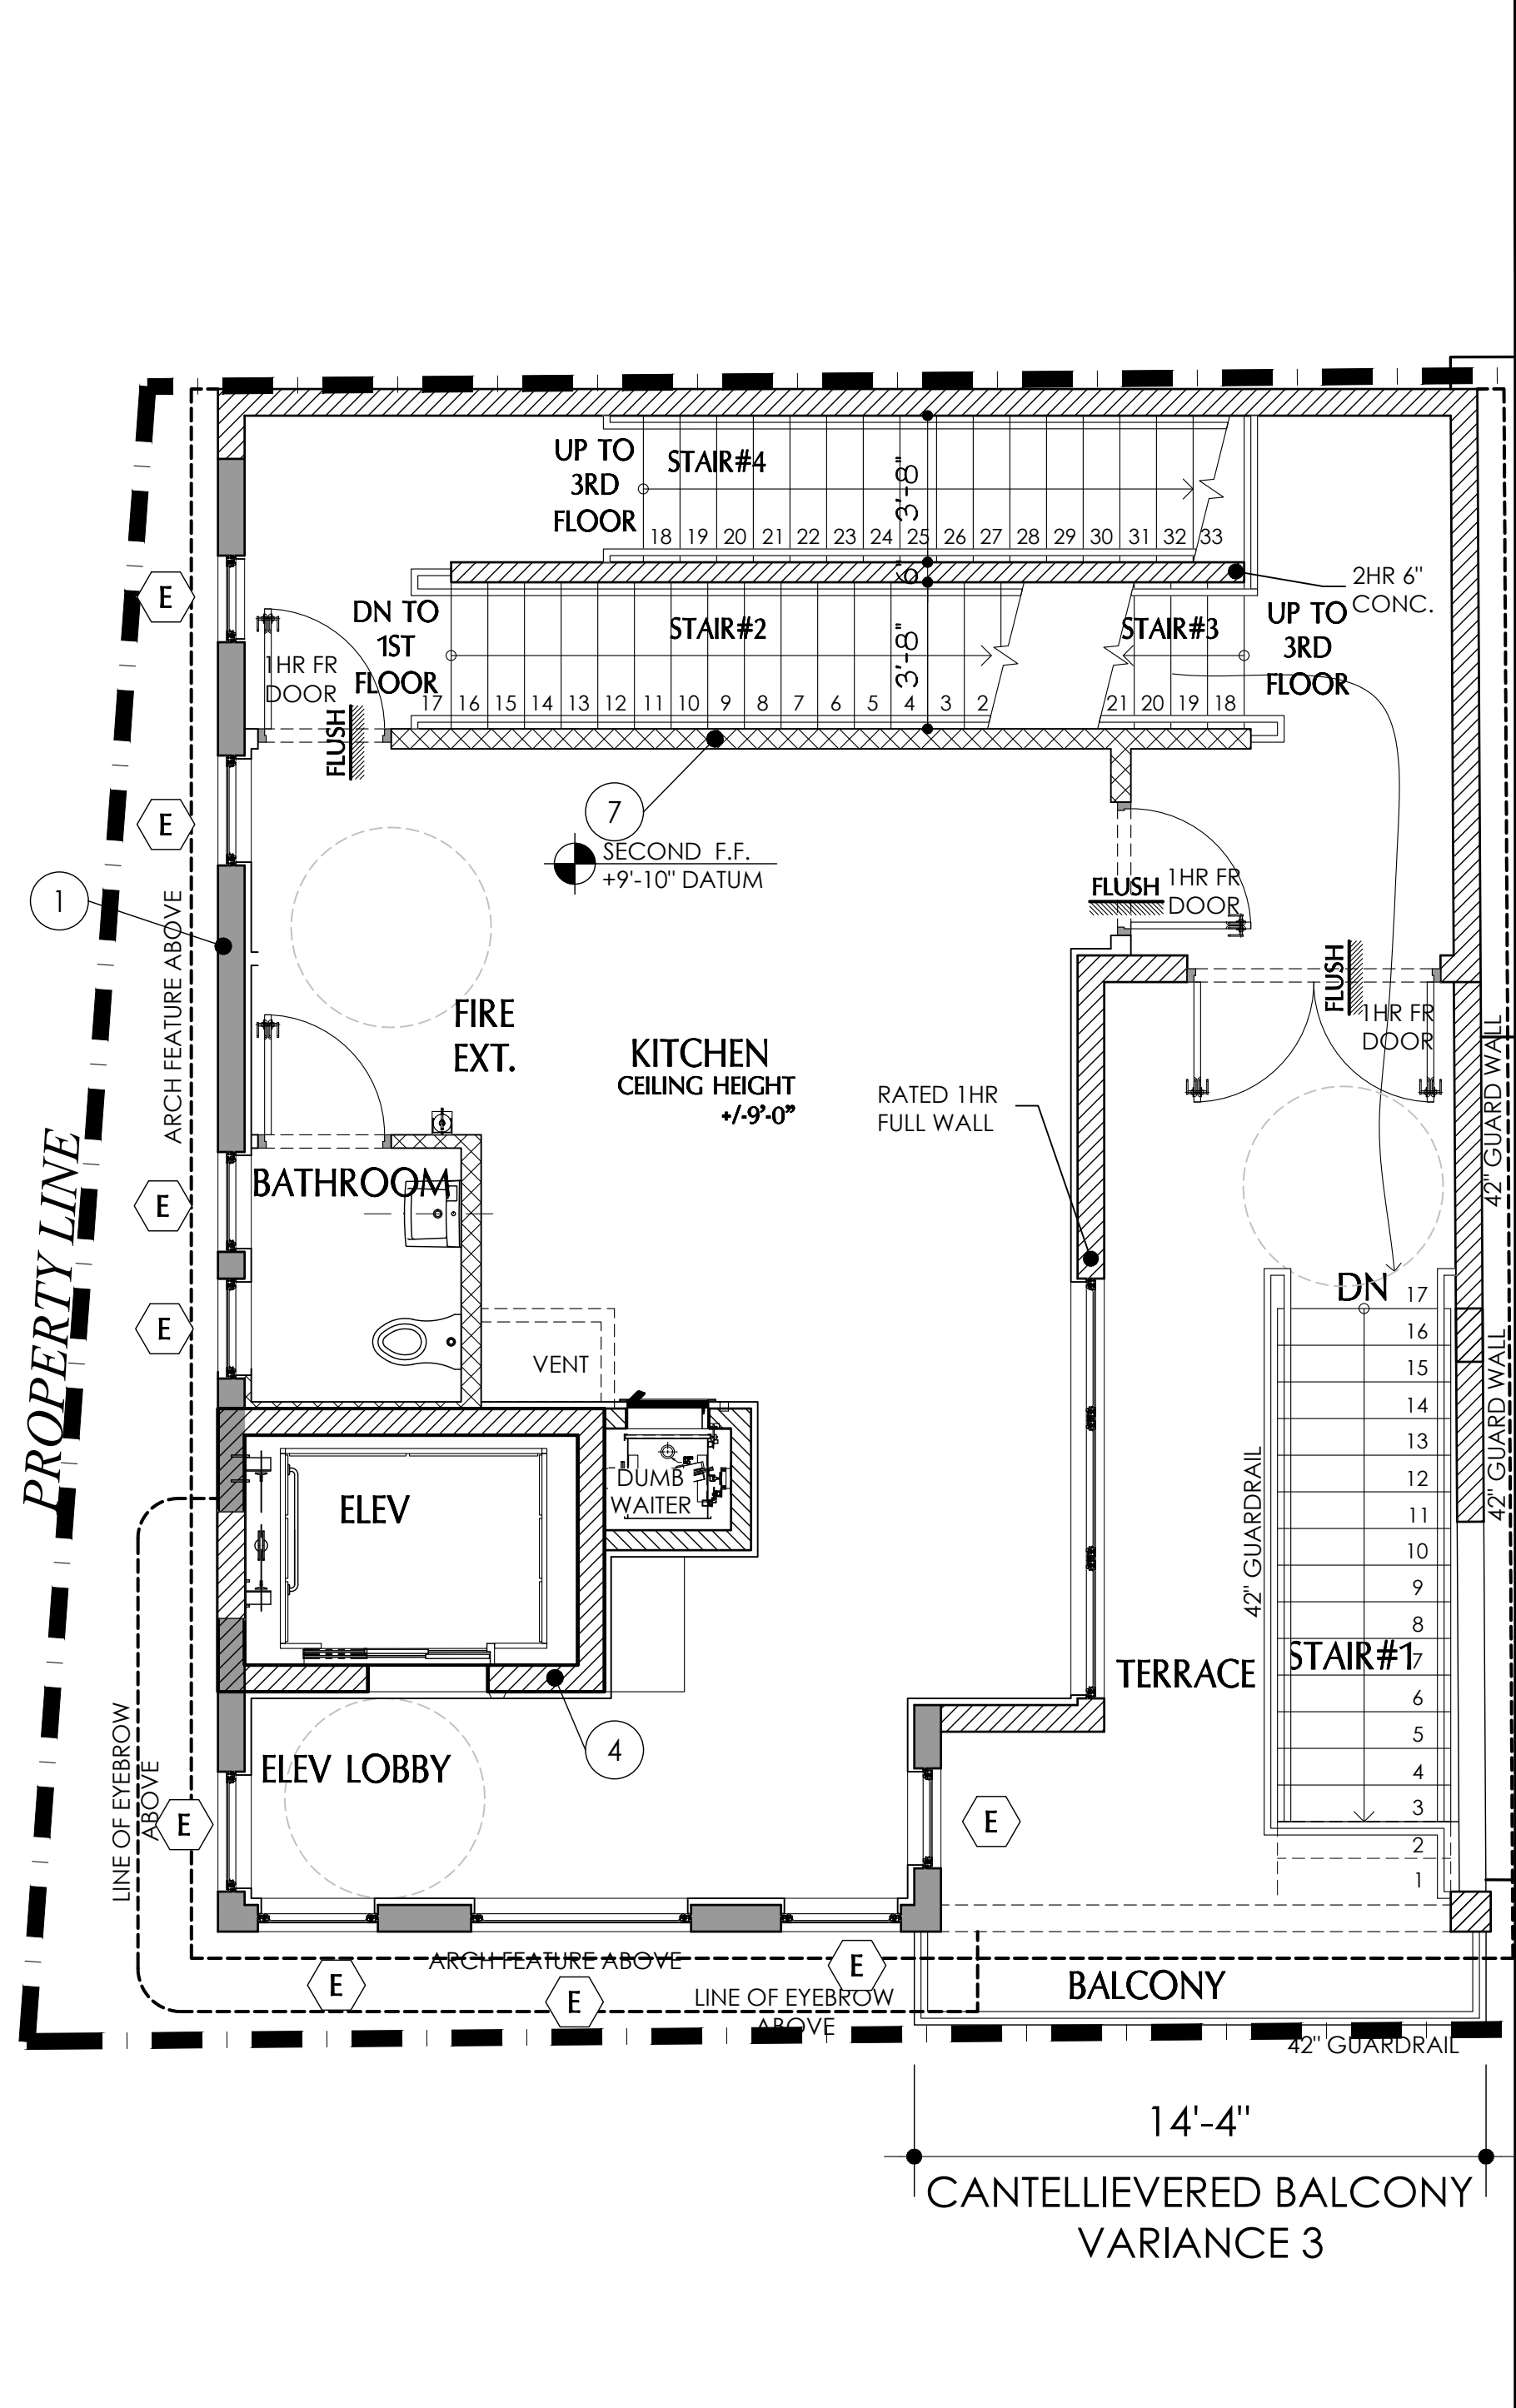 UP TO
3RD
FLOOR
STAIR#4
3'-8"
18 19 20 21 22 23 24 25 26 27 28 29 30 31 32 33
6"
2HR 6"
CONC.
E
DN TO
1ST
FLOOR
STAIR#2
3'-8"
STAIR#3
UP TO
3RD
FLOOR
1HR FR
DOOR
17 16 15 14 13 12 11 10 9 8 7 6 5 4 3 2
21 20 19 18
FLUSH
7
E
SECOND F.F.
+9'-10" DATUM
1
ARCH FEATURE ABOVE
FLUSH
1HR FR
DOOR
FLUSH
1HR FR
DOOR
FIRE
EXT.
KITCHEN
CEILING HEIGHT
+/-9'-0"
RATED 1HR
FULL WALL
42" GUARD WALL
PROPERTY LINE
BATHROOM
E
E
VENT
DN
17
16
15
14
13
12
11
10
9
8
7
6
5
4
3
2
1
42" GUARD WALL
42" GUARDRAIL
STAIR#1
DUMB
WAITER
ELEV
TERRACE
4
ELEV LOBBY
LINE OF EYEBROW
ABOVE
E
E
ARCH FEATURE ABOVE
E
E
E
LINE OF EYEBROW
ABOVE
BALCONY
42" GUARDRAIL
14'-4"
CANTELLIEVERED BALCONY
VARIANCE 3